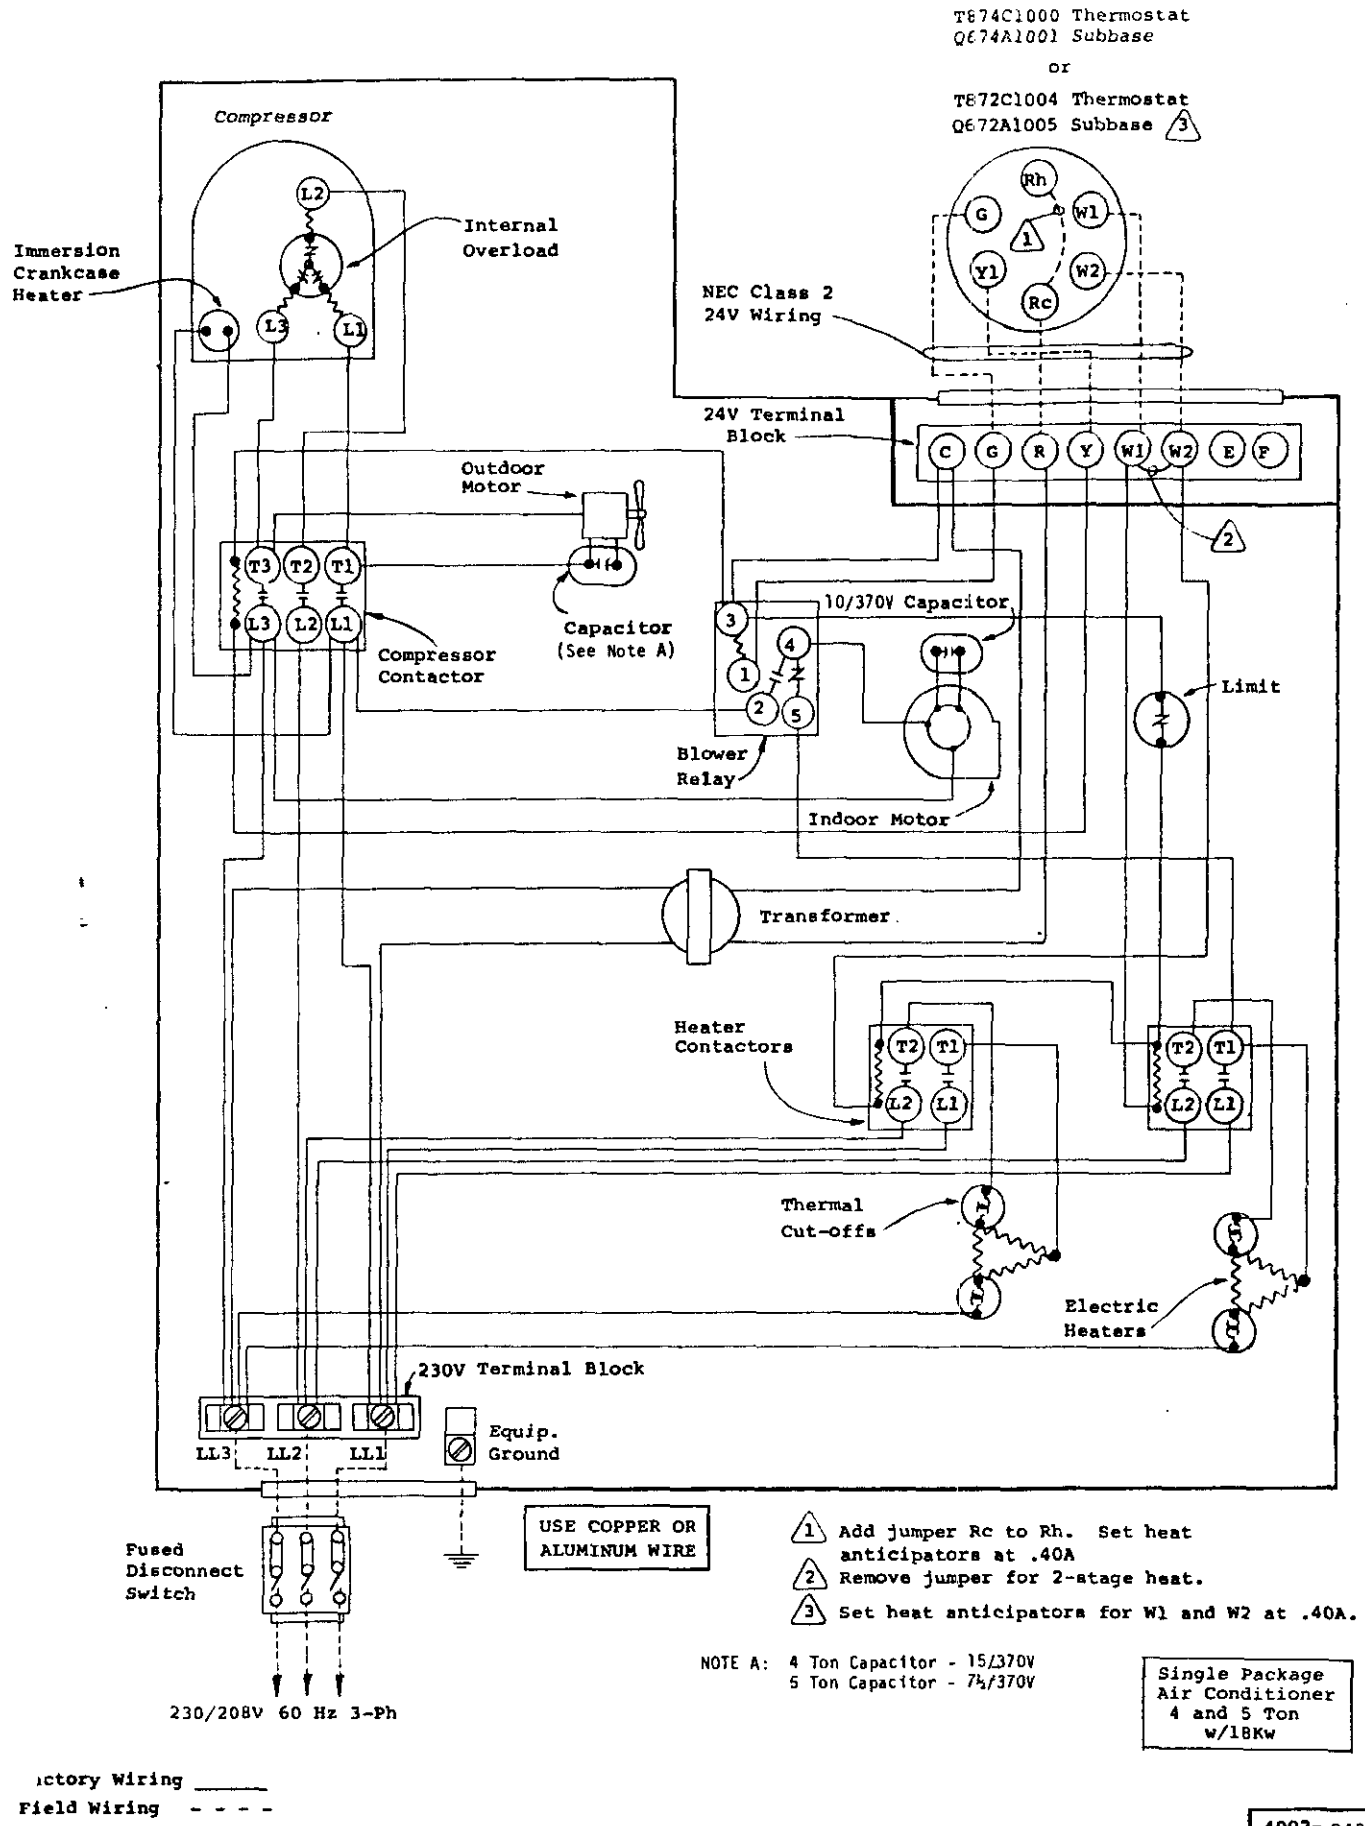 T874C1000 Thermostat
Q674A1001 Subbase
or
T872C1004 Thermostat
Q672A1005 Subbase 3
Compressor
L2
Internal
Overload
Immersion
Crankcase
Heater
L3
L1
Rh
G
W1
1
Y1
W2
Rc
NEC Class 2
24V Wiring
24V Terminal
Block
C G R Y W1 W2 E F
2
Outdoor
Motor
T3 T2 T1
L3 L2 L1
Capacitor
(See Note A)
Compressor
Contactor
10/370V Capacitor
3
4
1
2
5
Limit
Blower
Relay
Indoor Motor
Transformer
Heater
Contactors
T2 T1
L2 L1
T2 T1
L2 L1
Thermal
Cut-offs
Electric
Heaters
230V Terminal Block
LL3 LL2 LL1
Equip.
Ground
Fused
Disconnect
Switch
USE COPPER OR
ALUMINUM WIRE
1 Add jumper Rc to Rh. Set heat
anticipators at .40A
2 Remove jumper for 2-stage heat.
3 Set heat anticipators for W1 and W2 at .40A.
NOTE A: 4 Ton Capacitor - 15/370V
5 Ton Capacitor - 7½/370V
Single Package
Air Conditioner
4 and 5 Ton
w/18Kw
230/208V 60 Hz 3-Ph
ctory Wiring
Field Wiring - - - -